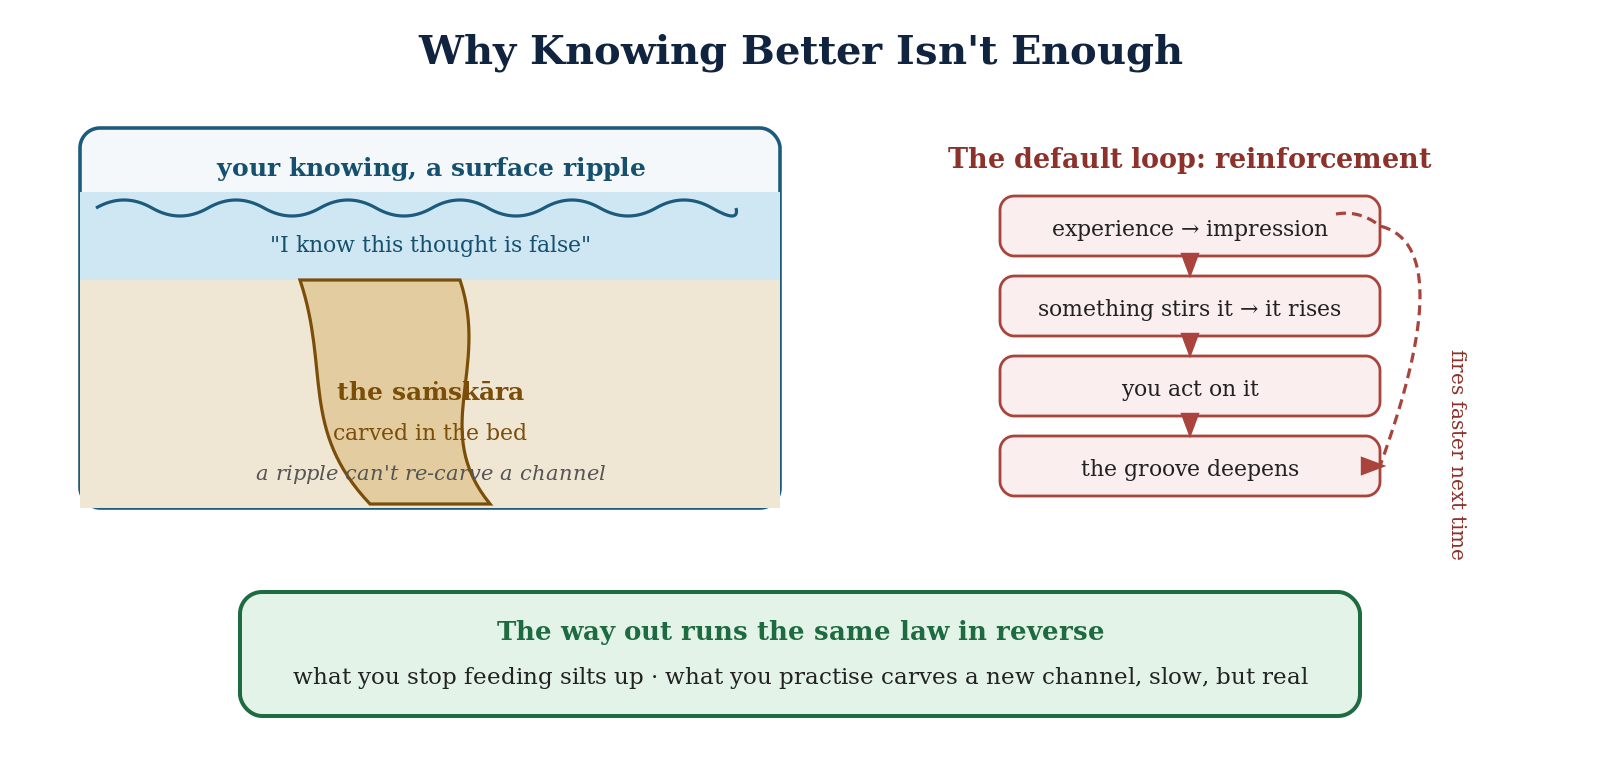 Why Knowing Better Isn't Enough
your knowing, a surface ripple
"I know this thought is false"
the saṁskāra
carved in the bed
a ripple can't re-carve a channel
The default loop: reinforcement
experience → impression
something stirs it → it rises
you act on it
the groove deepens
fires faster next time
The way out runs the same law in reverse
what you stop feeding silts up · what you practise carves a new channel, slow, but real